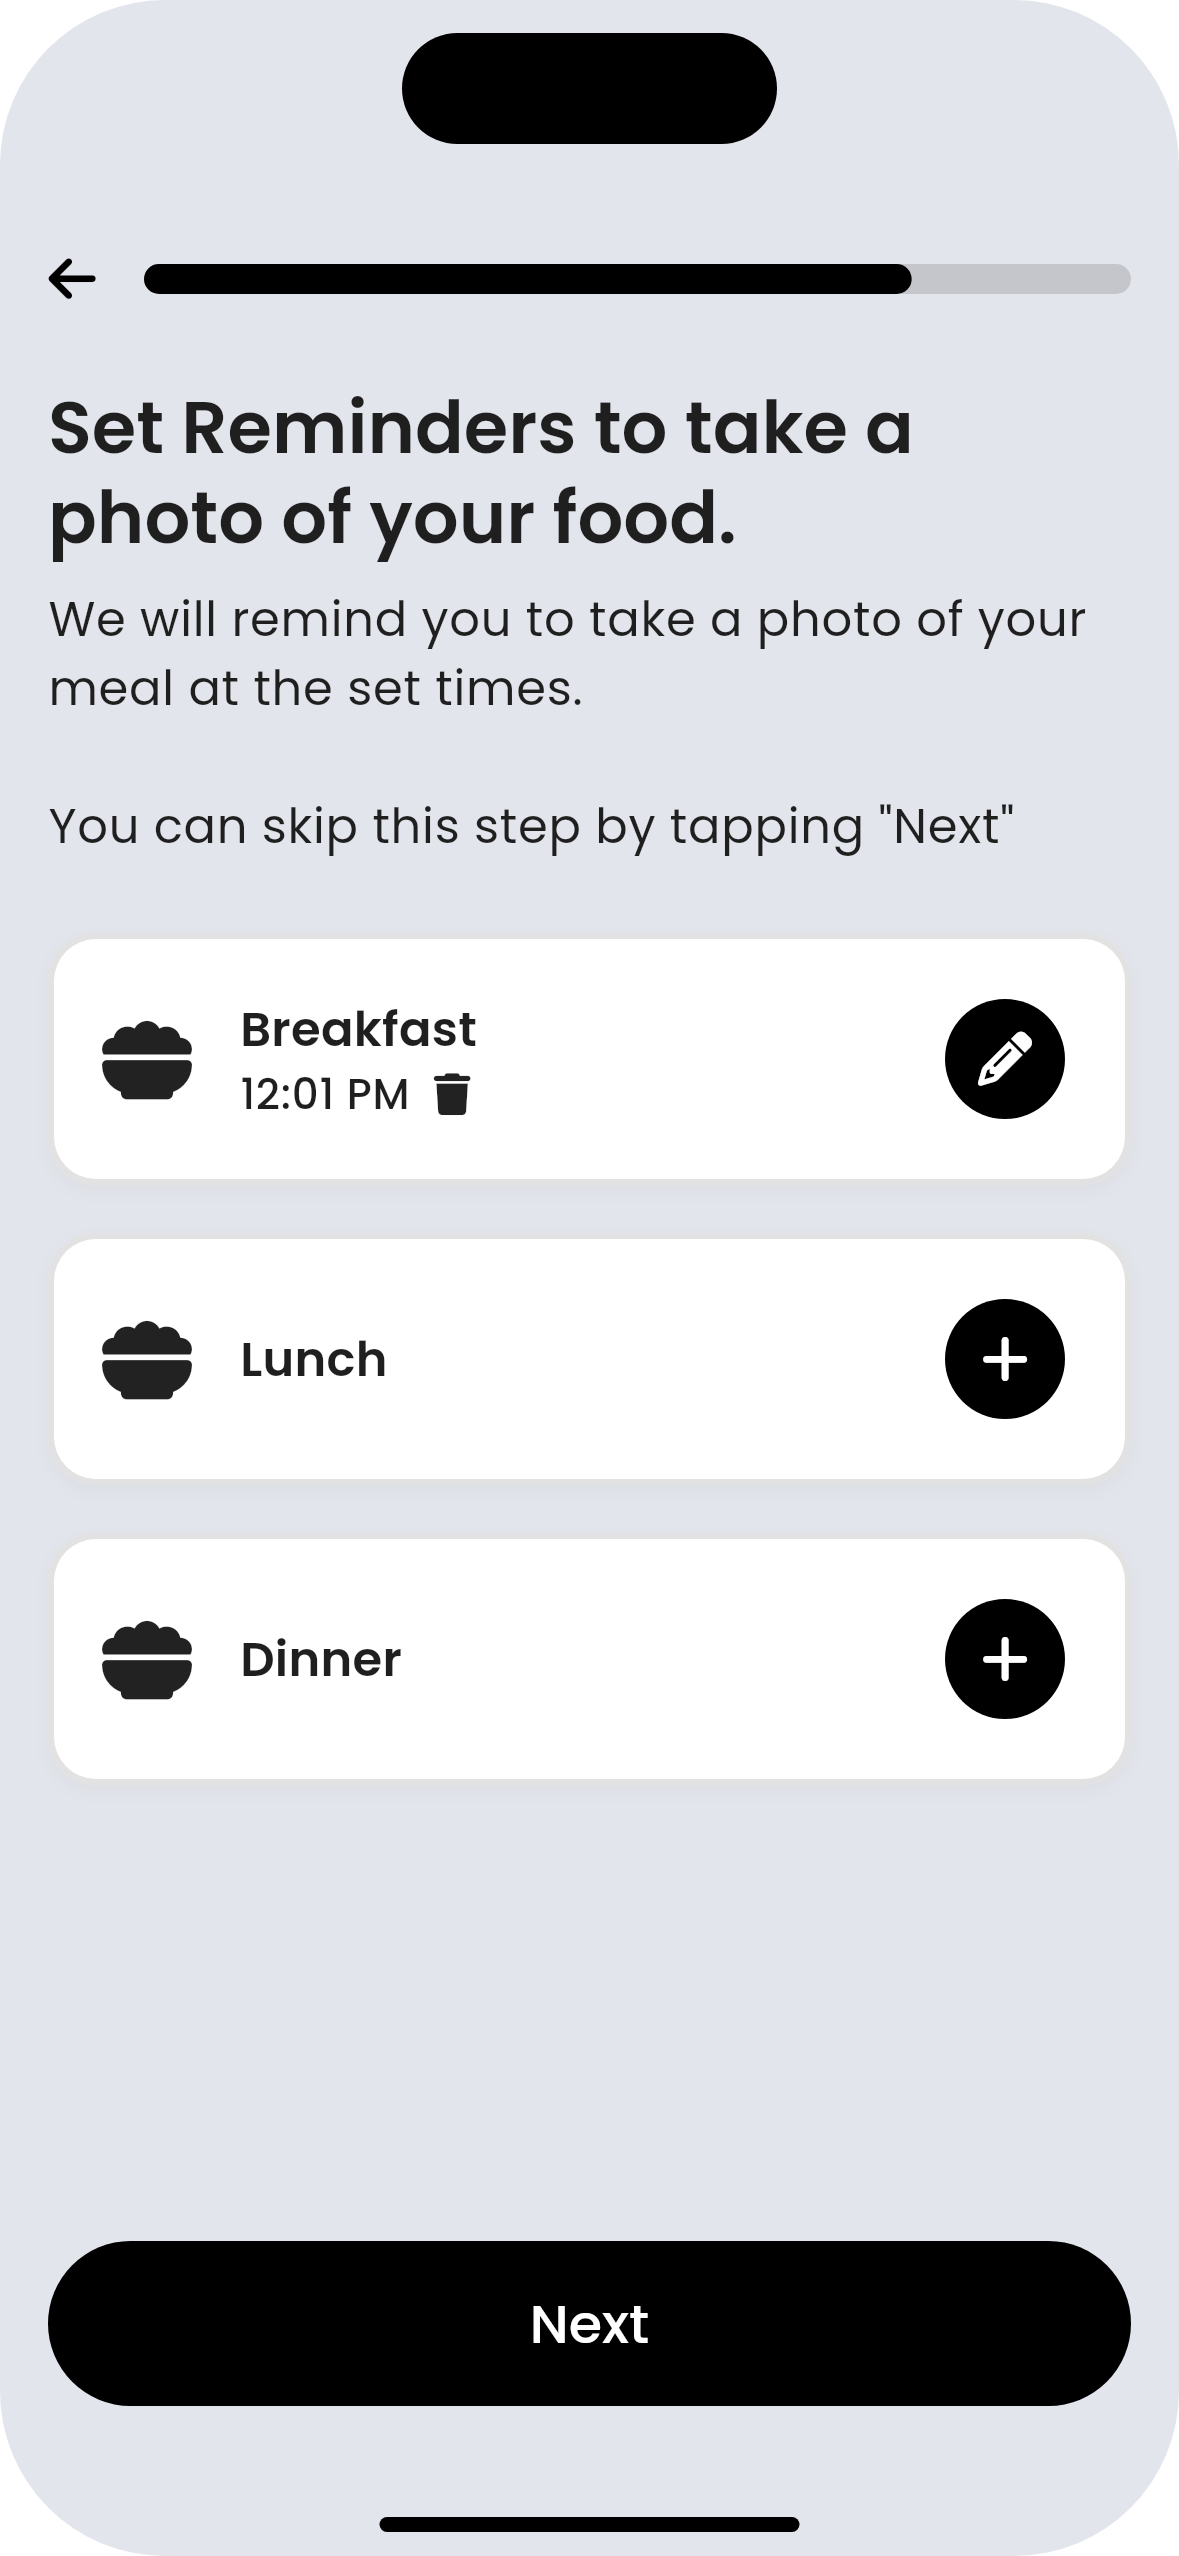 Set Reminders to take a
photo of your food.
We will remind you to take a photo of your
meal at the set times.
You can skip this step by tapping "Next"
Breakfast
12:01 PM
Lunch
Dinner
Next